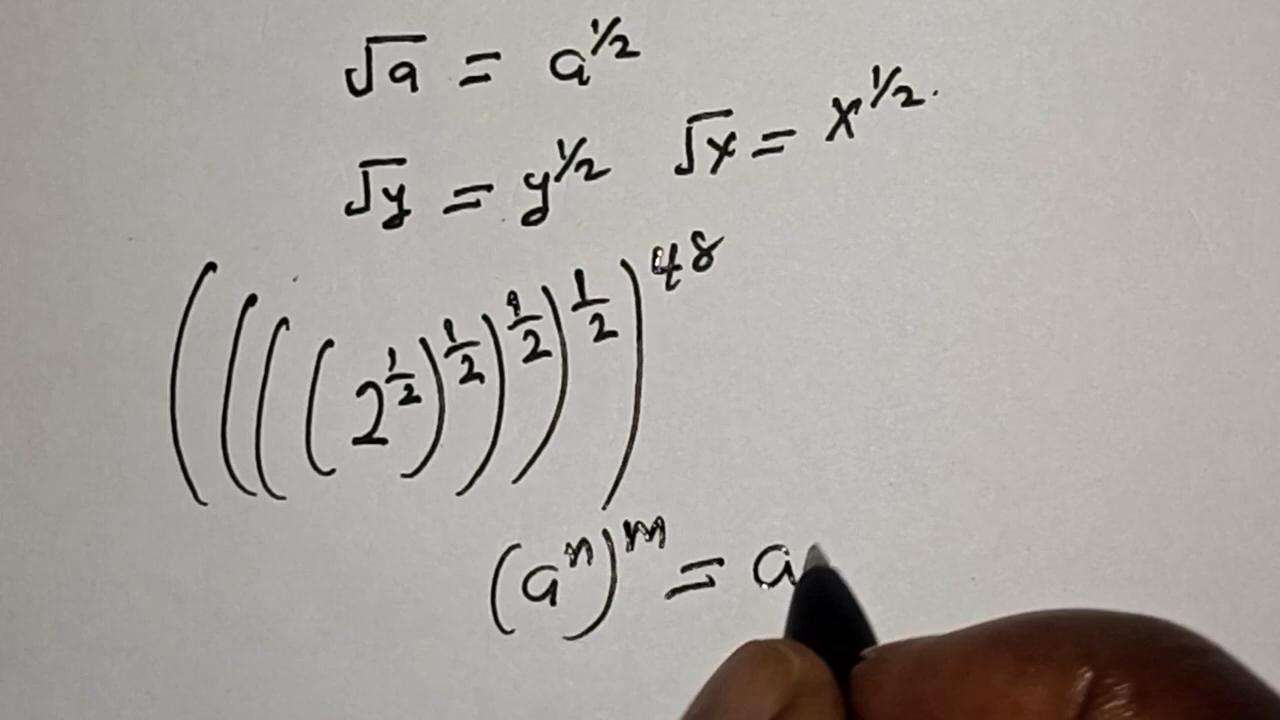 √a = a^1/2
√y = y^1/2 √x = x^1/2.
((((2^1/2)^1/2)^1/2)^1/2)^48
(a^n)^m = a